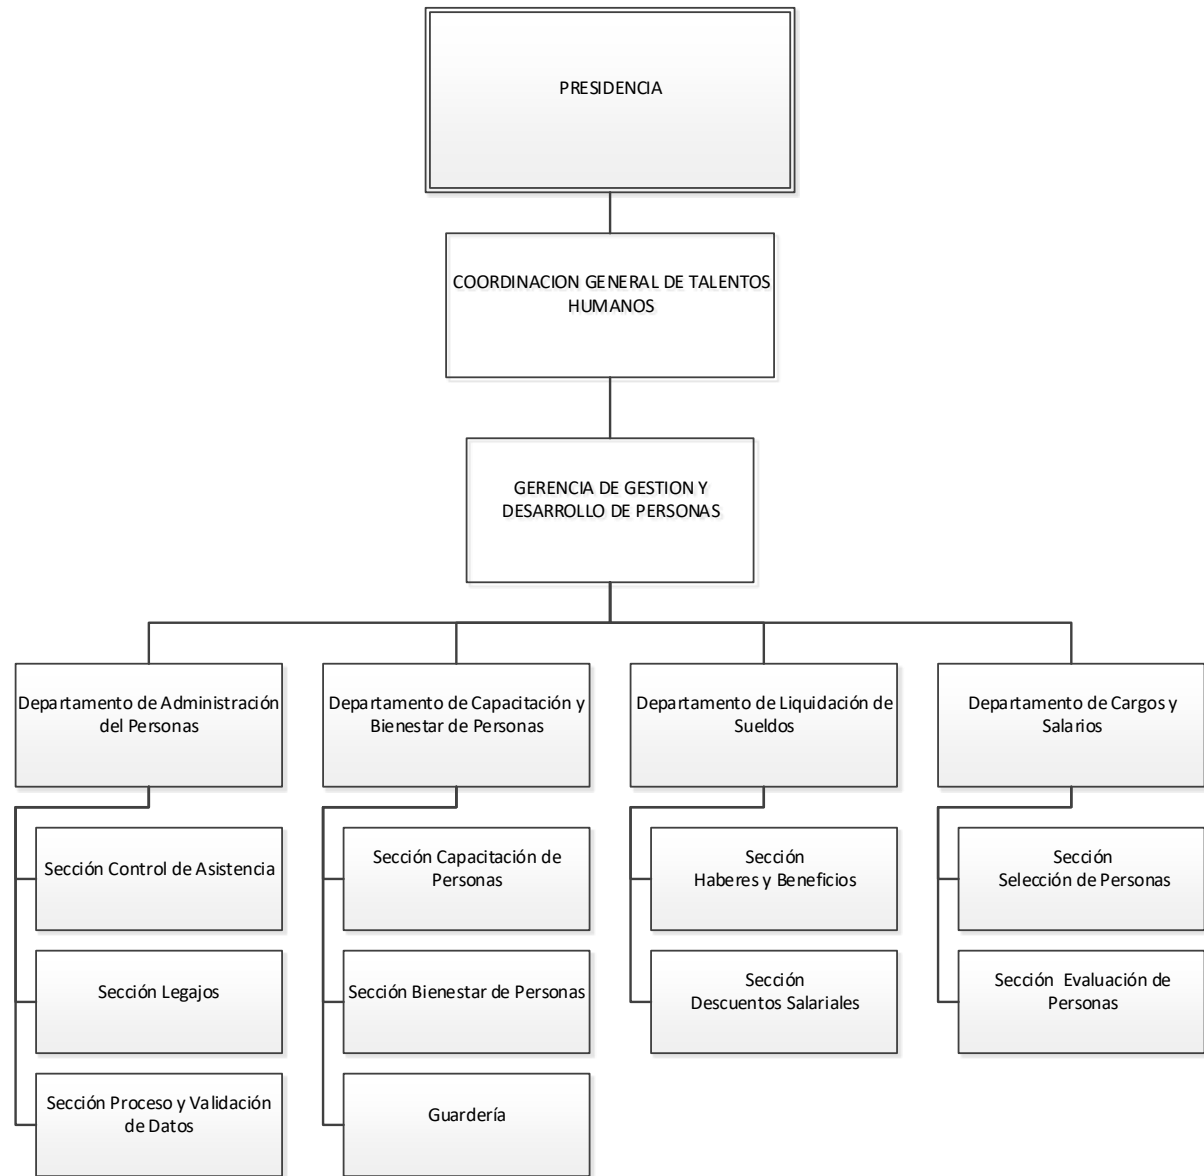 PRESIDENCIA
COORDINACION GENERAL DE TALENTOS
HUMANOS
GERENCIA DE GESTION Y
DESARROLLO DE PERSONAS
Departamento de Administración
del Personas
Departamento de Capacitación y
Bienestar de Personas
Departamento de Liquidación de
Sueldos
Departamento de Cargos y
Salarios
Sección Control de Asistencia
Sección Capacitación de
Personas
Sección
Haberes y Beneficios
Sección
Selección de Personas
Sección Legajos
Sección Bienestar de Personas
Sección
Descuentos Salariales
Sección  Evaluación de
Personas
Sección Proceso y Validación
de Datos
Guardería